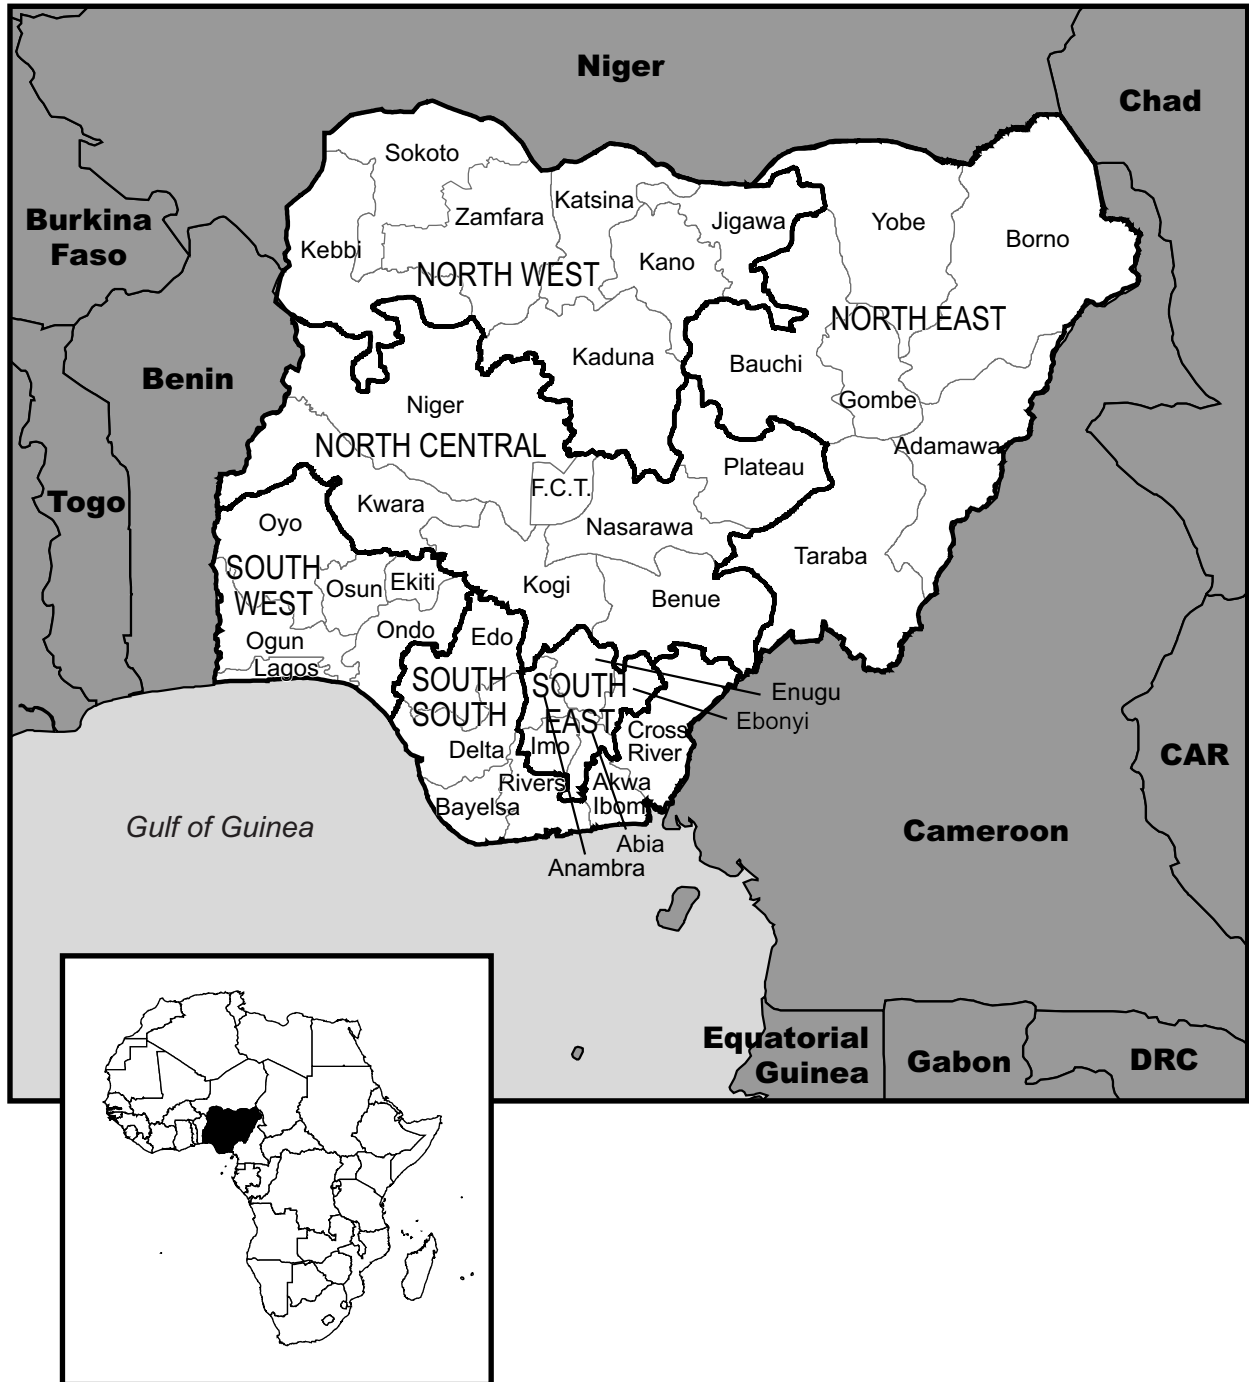 Niger
Chad
Sokoto
Katsina
Zamfara
Jigawa
Yobe
Borno
Burkina
Faso
Kebbi
Kano
NORTH WEST
NORTH EAST
Kaduna
Bauchi
Benin
Niger
Gombe
NORTH CENTRAL
Adamawa
Plateau
Togo
F.C.T.
Kwara
Oyo
Nasarawa
Taraba
SOUTH
WEST
Osun
Ekiti
Kogi
Benue
Ogun
Ondo
Edo
Lagos
SOUTH
SOUTH
SOUTH
EAST
Enugu
Ebonyi
Cross
River
Delta
Imo
CAR
Rivers
Akwa
Ibom
Bayelsa
Gulf of Guinea
Cameroon
Abia
Anambra
Equatorial
Guinea
Gabon
DRC